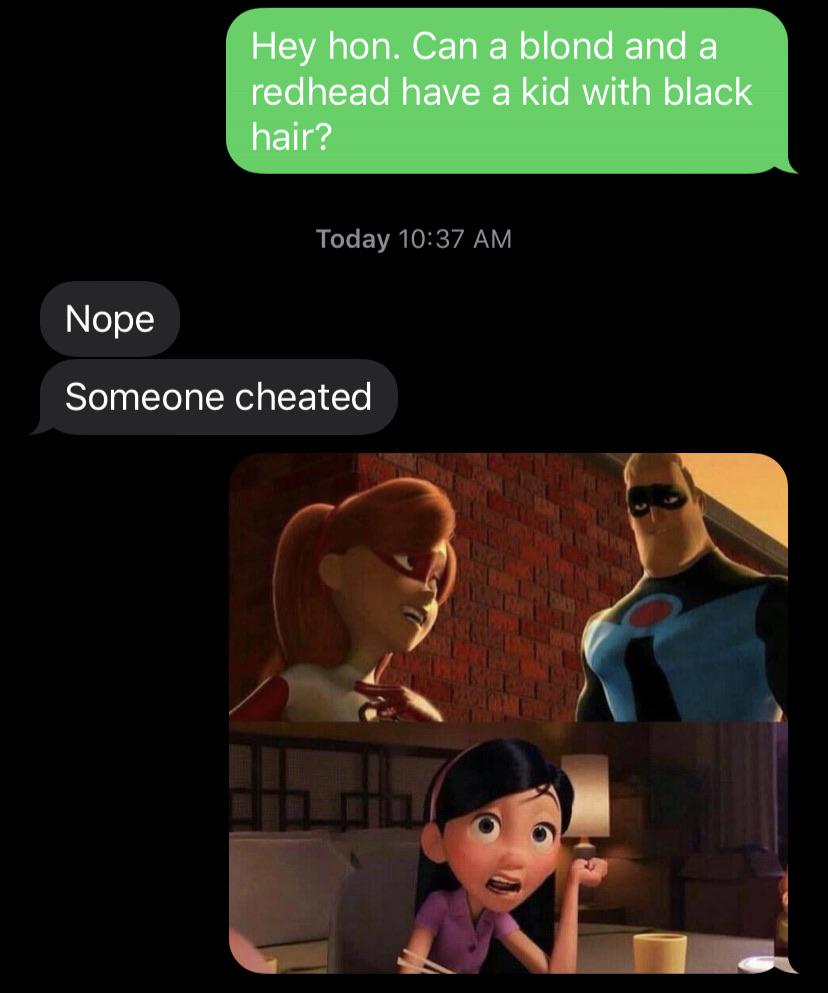 Hey hon. Can a blond and a
redhead have a kid with black
hair?
Today 10:37 AM
Nope
Someone cheated